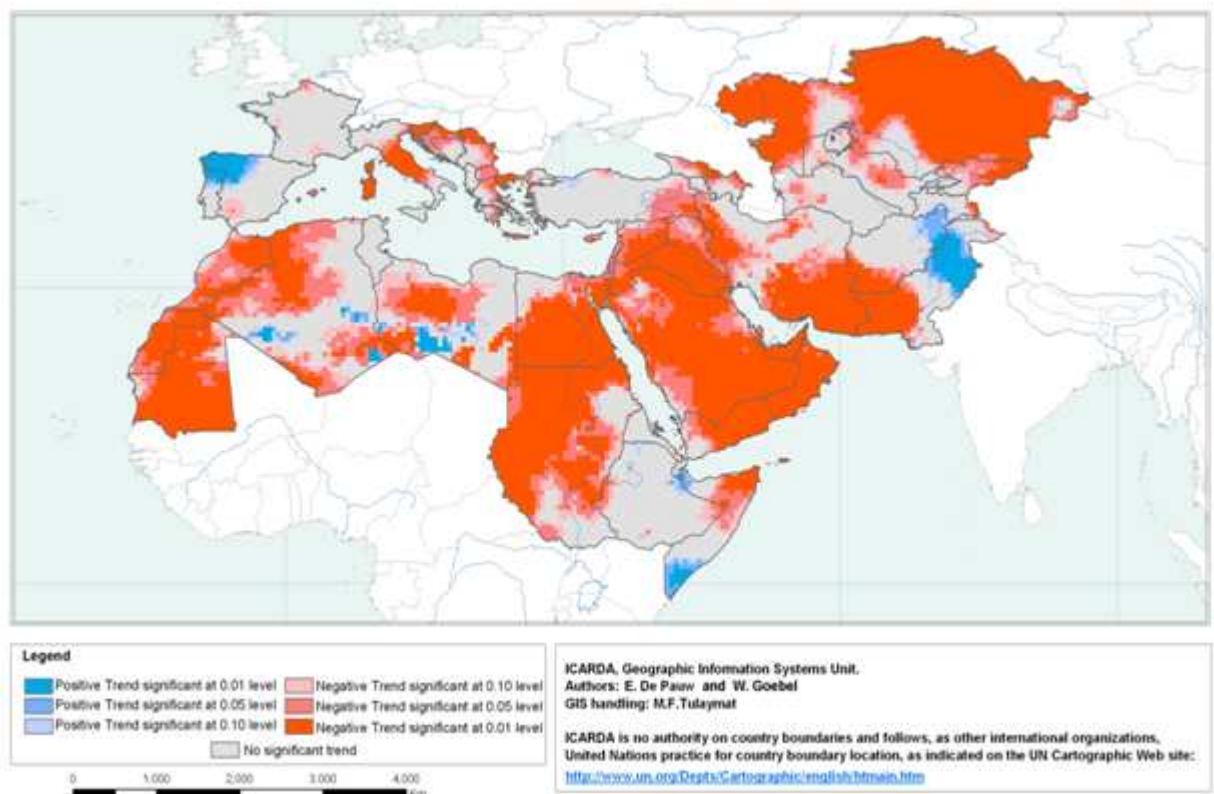 Legend
Positive Trend significant at 0.01 level
Positive Trend significant at 0.05 level
Positive Trend significant at 0.10 level
Negative Trend significant at 0.10 level
Negative Trend significant at 0.05 level
Negative Trend significant at 0.01 level
No significant trend
0 1,000 2,000 3,000 4,000
Km
ICARDA, Geographic Information Systems Unit.
Authors: E. De Pauw and W. Goebel
GIS handling: M.F.Tulaymat
ICARDA is no authority on country boundaries and follows, as other international organizations,
United Nations practice for country boundary location, as indicated on the UN Cartographic Web site:
http://www.un.org/Depts/Cartographic/english/htmain.htm